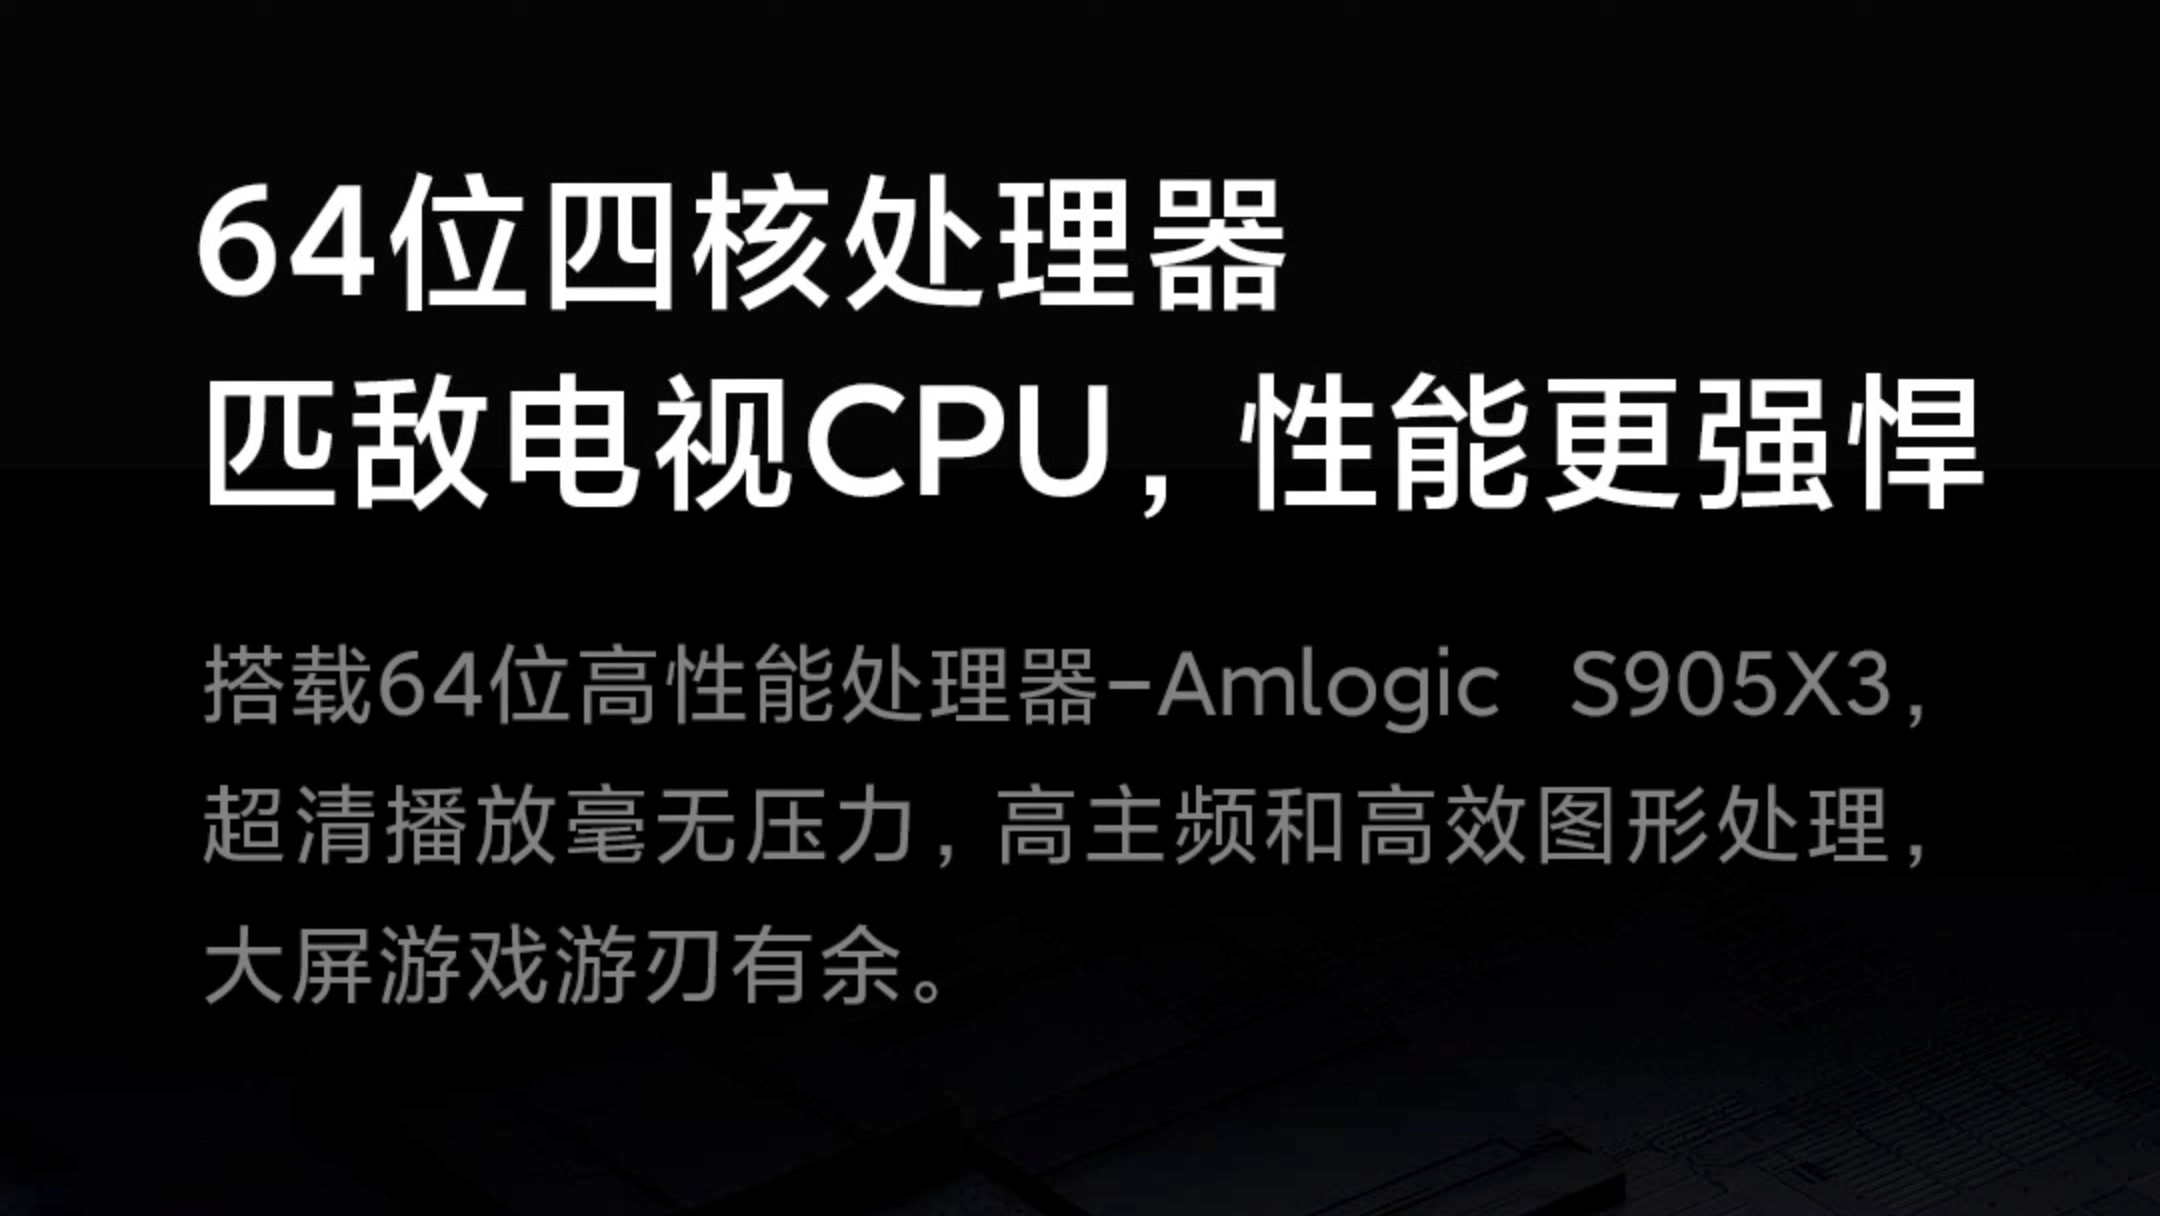 64位四核处理器
匹敌电视CPU，性能更强悍
搭载64位高性能处理器-Amlogic S905X3，
超清播放毫无压力，高主频和高效图形处理，
大屏游戏游刃有余。